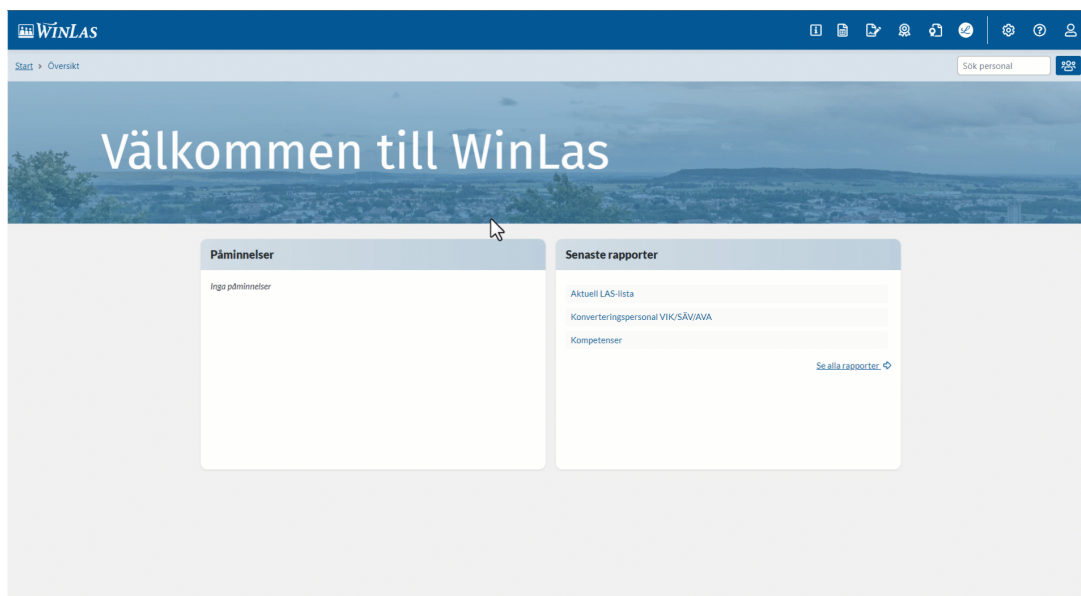 WINLAS
Start > Översikt
Sök personal
Välkommen till WinLas
Påminnelser
Inga påminnelser
Senaste rapporter
Aktuell LAS-lista
Konverteringspersonal VIK/SÄV/AVA
Kompetenser
Se alla rapporter